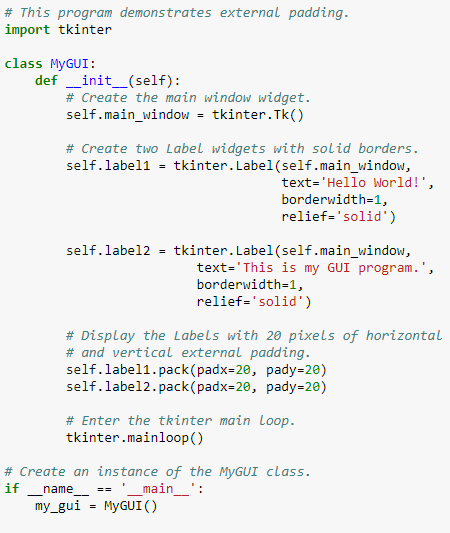 # This program demonstrates external padding.
import tkinter

class MyGUI:
    def __init__(self):
        # Create the main window widget.
        self.main_window = tkinter.Tk()

        # Create two Label widgets with solid borders.
        self.label1 = tkinter.Label(self.main_window,
                                    text='Hello World!',
                                    borderwidth=1,
                                    relief='solid')

        self.label2 = tkinter.Label(self.main_window,
                         text='This is my GUI program.',
                         borderwidth=1,
                         relief='solid')

        # Display the Labels with 20 pixels of horizontal
        # and vertical external padding.
        self.label1.pack(padx=20, pady=20)
        self.label2.pack(padx=20, pady=20)

        # Enter the tkinter main loop.
        tkinter.mainloop()

# Create an instance of the MyGUI class.
if __name__ == '__main__':
    my_gui = MyGUI()